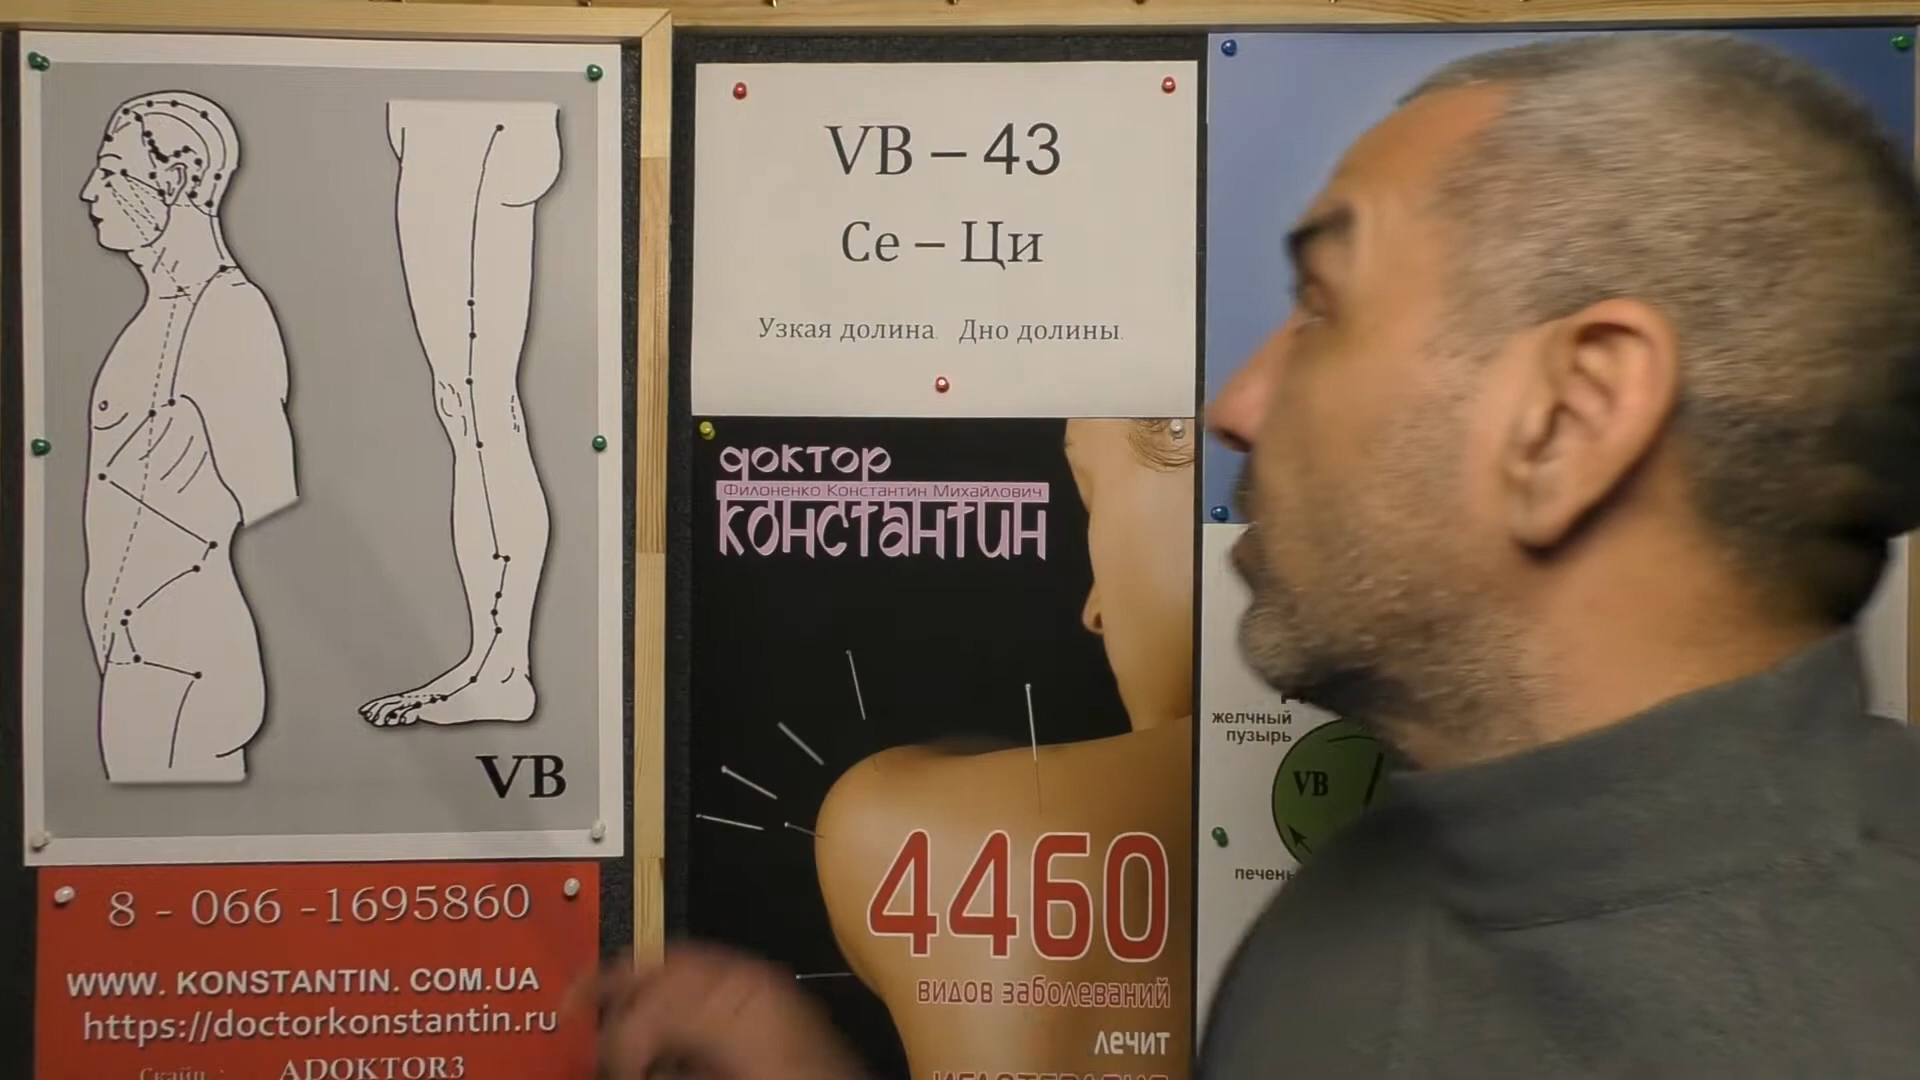 VB
8 - 066 -1695860
WWW. KONSTANTIN. COM.UA
https://doctorkonstantin.ru
Скайп : ADOKTOR3
VB – 43
Се – Ци
Узкая долина. Дно долины.
доктор
Филоненко Константин Михайлович
константин
4460
видов заболеваний
лечит
желчный
пузырь
VB
печень